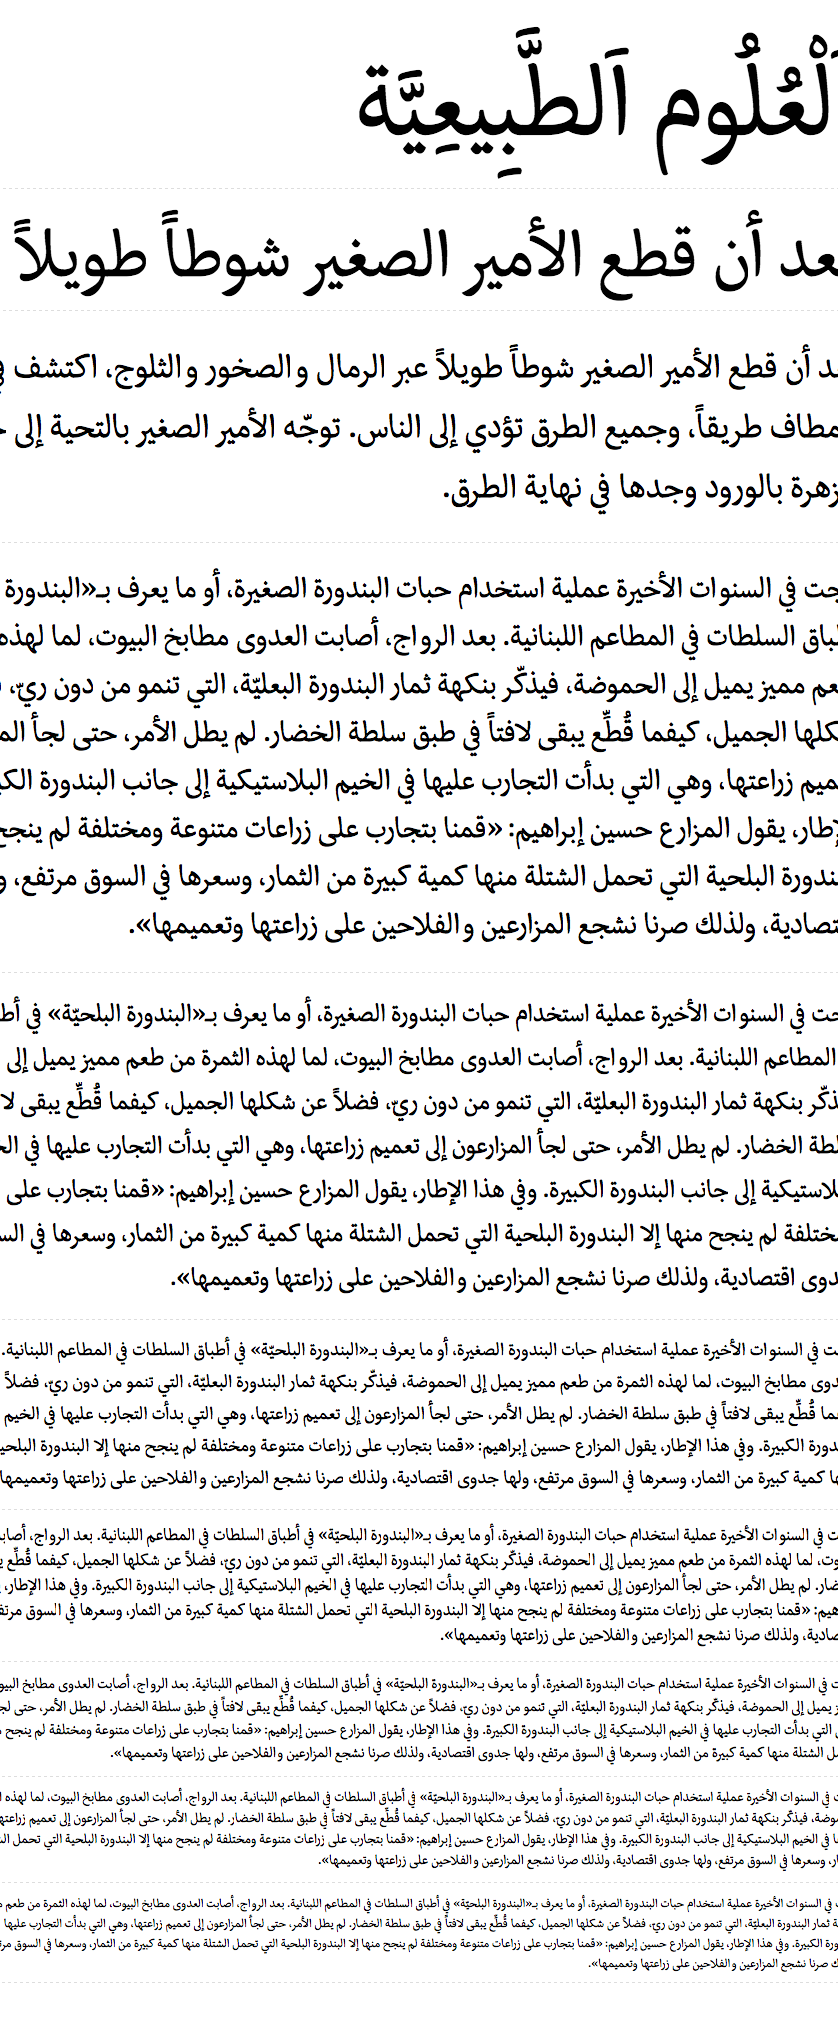 لْعُلُوم اَلطَّبِيعِيَّة
عد أن قطع الأمير الصغير شوطاً طويلاً
د أن قطع الأمير الصغير شوطاً طويلاً عبر الرمال والصخور والثلوج، اكتشف في
مطاف طريقاً، وجميع الطرق تؤدي إلى الناس. توجّه الأمير الصغير بالتحية إلى
زهرة بالورود وجدها في نهاية الطرق.
جت في السنوات الأخيرة عملية استخدام حبات البندورة الصغيرة، أو ما يعرف بـ«البندورة
باق السلطات في المطاعم اللبنانية. بعد الرواج، أصابت العدوى مطابخ البيوت، لما لهذه
عم مميز يميل إلى الحموضة، فيذكّر بنكهة ثمار البندورة البعليّة، التي تنمو من دون ريّ،
كلها الجميل، كيفما قُطِّع يبقى لافتاً في طبق سلطة الخضار. لم يطل الأمر، حتى لجأ الم
ميم زراعتها، وهي التي بدأت التجارب عليها في الخيم البلاستيكية إلى جانب البندورة الكب
لإطار، يقول المزارع حسين إبراهيم: «قمنا بتجارب على زراعات متنوعة ومختلفة لم ينجح
ندورة البلحية التي تحمل الشتلة منها كمية كبيرة من الثمار، وسعرها في السوق مرتفع، و
تصادية، ولذلك صرنا نشجع المزارعين والفلاحين على زراعتها وتعميمها».
جت في السنوات الأخيرة عملية استخدام حبات البندورة الصغيرة، أو ما يعرف بـ«البندورة البلحيّة» في أط
المطاعم اللبنانية. بعد الرواج، أصابت العدوى مطابخ البيوت، لما لهذه الثمرة من طعم مميز يميل إلى
ذكّر بنكهة ثمار البندورة البعليّة، التي تنمو من دون ريّ، فضلاً عن شكلها الجميل، كيفما قُطِّع يبقى لا
لطة الخضار. لم يطل الأمر، حتى لجأ المزارعون إلى تعميم زراعتها، وهي التي بدأت التجارب عليها في الخ
لاستيكية إلى جانب البندورة الكبيرة. وفي هذا الإطار، يقول المزارع حسين إبراهيم: «قمنا بتجارب على
ختلفة لم ينجح منها إلا البندورة البلحية التي تحمل الشتلة منها كمية كبيرة من الثمار، وسعرها في الس
دوى اقتصادية، ولذلك صرنا نشجع المزارعين والفلاحين على زراعتها وتعميمها».
ت في السنوات الأخيرة عملية استخدام حبات البندورة الصغيرة، أو ما يعرف بـ«البندورة البلحيّة» في أطباق السلطات في المطاعم اللبنانية.
دوى مطابخ البيوت، لما لهذه الثمرة من طعم مميز يميل إلى الحموضة، فيذكّر بنكهة ثمار البندورة البعليّة، التي تنمو من دون ريّ، فضلاً
ما قُطِّع يبقى لافتاً في طبق سلطة الخضار. لم يطل الأمر، حتى لجأ المزارعون إلى تعميم زراعتها، وهي التي بدأت التجارب عليها في الخيم
دورة الكبيرة. وفي هذا الإطار، يقول المزارع حسين إبراهيم: «قمنا بتجارب على زراعات متنوعة ومختلفة لم ينجح منها إلا البندورة البلحي
ها كمية كبيرة من الثمار، وسعرها في السوق مرتفع، ولها جدوى اقتصادية، ولذلك صرنا نشجع المزارعين والفلاحين على زراعتها وتعميمها
ت في السنوات الأخيرة عملية استخدام حبات البندورة الصغيرة، أو ما يعرف بـ«البندورة البلحيّة» في أطباق السلطات في المطاعم اللبنانية. بعد الرواج، أصاب
وت، لما لهذه الثمرة من طعم مميز يميل إلى الحموضة، فيذكّر بنكهة ثمار البندورة البعليّة، التي تنمو من دون ريّ، فضلاً عن شكلها الجميل، كيفما قُطِّع ي
ضار. لم يطل الأمر، حتى لجأ المزارعون إلى تعميم زراعتها، وهي التي بدأت التجارب عليها في الخيم البلاستيكية إلى جانب البندورة الكبيرة. وفي هذا الإطار،
هيم: «قمنا بتجارب على زراعات متنوعة ومختلفة لم ينجح منها إلا البندورة البلحية التي تحمل الشتلة منها كمية كبيرة من الثمار، وسعرها في السوق مرتف
صادية، ولذلك صرنا نشجع المزارعين والفلاحين على زراعتها وتعميمها».
ت في السنوات الأخيرة عملية استخدام حبات البندورة الصغيرة، أو ما يعرف بـ«البندورة البلحيّة» في أطباق السلطات في المطاعم اللبنانية. بعد الرواج، أصابت العدوى مطابخ البيو
ز يميل إلى الحموضة، فيذكّر بنكهة ثمار البندورة البعليّة، التي تنمو من دون ريّ، فضلاً عن شكلها الجميل، كيفما قُطِّع يبقى لافتاً في طبق سلطة الخضار. لم يطل الأمر، حتى لجأ
التي بدأت التجارب عليها في الخيم البلاستيكية إلى جانب البندورة الكبيرة. وفي هذا الإطار، يقول المزارع حسين إبراهيم: «قمنا بتجارب على زراعات متنوعة ومختلفة لم ينجح
مل الشتلة منها كمية كبيرة من الثمار، وسعرها في السوق مرتفع، ولها جدوى اقتصادية، ولذلك صرنا نشجع المزارعين والفلاحين على زراعتها وتعميمها».
ت في السنوات الأخيرة عملية استخدام حبات البندورة الصغيرة، أو ما يعرف بـ«البندورة البلحيّة» في أطباق السلطات في المطاعم اللبنانية. بعد الرواج، أصابت العدوى مطابخ البيوت، لما لهذه ا
موضة، فيذكّر بنكهة ثمار البندورة البعليّة، التي تنمو من دون ريّ، فضلاً عن شكلها الجميل، كيفما قُطِّع يبقى لافتاً في طبق سلطة الخضار. لم يطل الأمر، حتى لجأ المزارعون إلى تعميم زراعتها
ا في الخيم البلاستيكية إلى جانب البندورة الكبيرة. وفي هذا الإطار، يقول المزارع حسين إبراهيم: «قمنا بتجارب على زراعات متنوعة ومختلفة لم ينجح منها إلا البندورة البلحية التي تحمل الش
ار، وسعرها في السوق مرتفع، ولها جدوى اقتصادية، ولذلك صرنا نشجع المزارعين والفلاحين على زراعتها وتعميمها».
ت في السنوات الأخيرة عملية استخدام حبات البندورة الصغيرة، أو ما يعرف بـ«البندورة البلحيّة» في أطباق السلطات في المطاعم اللبنانية. بعد الرواج، أصابت العدوى مطابخ البيوت، لما لهذه الثمرة من طعم م
ة ثمار البندورة البعليّة، التي تنمو من دون ريّ، فضلاً عن شكلها الجميل، كيفما قُطِّع يبقى لافتاً في طبق سلطة الخضار. لم يطل الأمر، حتى لجأ المزارعون إلى تعميم زراعتها، وهي التي بدأت التجارب عليها
ورة الكبيرة. وفي هذا الإطار، يقول المزارع حسين إبراهيم: «قمنا بتجارب على زراعات متنوعة ومختلفة لم ينجح منها إلا البندورة البلحية التي تحمل الشتلة منها كمية كبيرة من الثمار، وسعرها في السوق مرت
ك صرنا نشجع المزارعين والفلاحين على زراعتها وتعميمها».